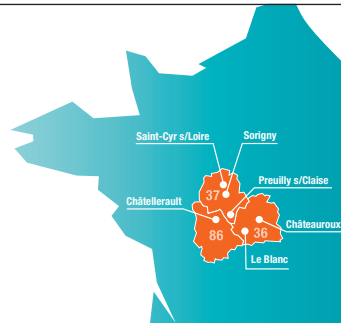 Saint-Cyr s/Loire
Sorigny
Preuilly s/Claise
37
Châtellerault
Châteauroux
86
36
Le Blanc